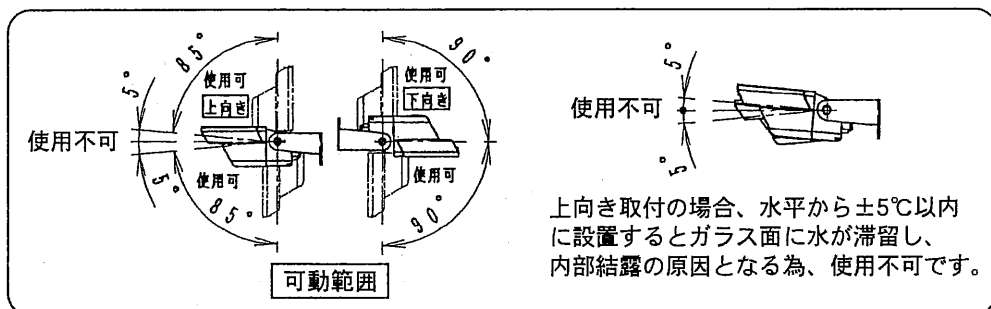 85°
5°
使用不可
5°
85°
使用可
上向き
使用可
90°
使用可
下向き
使用可
90°
可動範囲
5°
使用不可
5°
上向き取付の場合、水平から±5℃以内
に設置するとガラス面に水が滞留し、
内部結露の原因となる為、使用不可です。